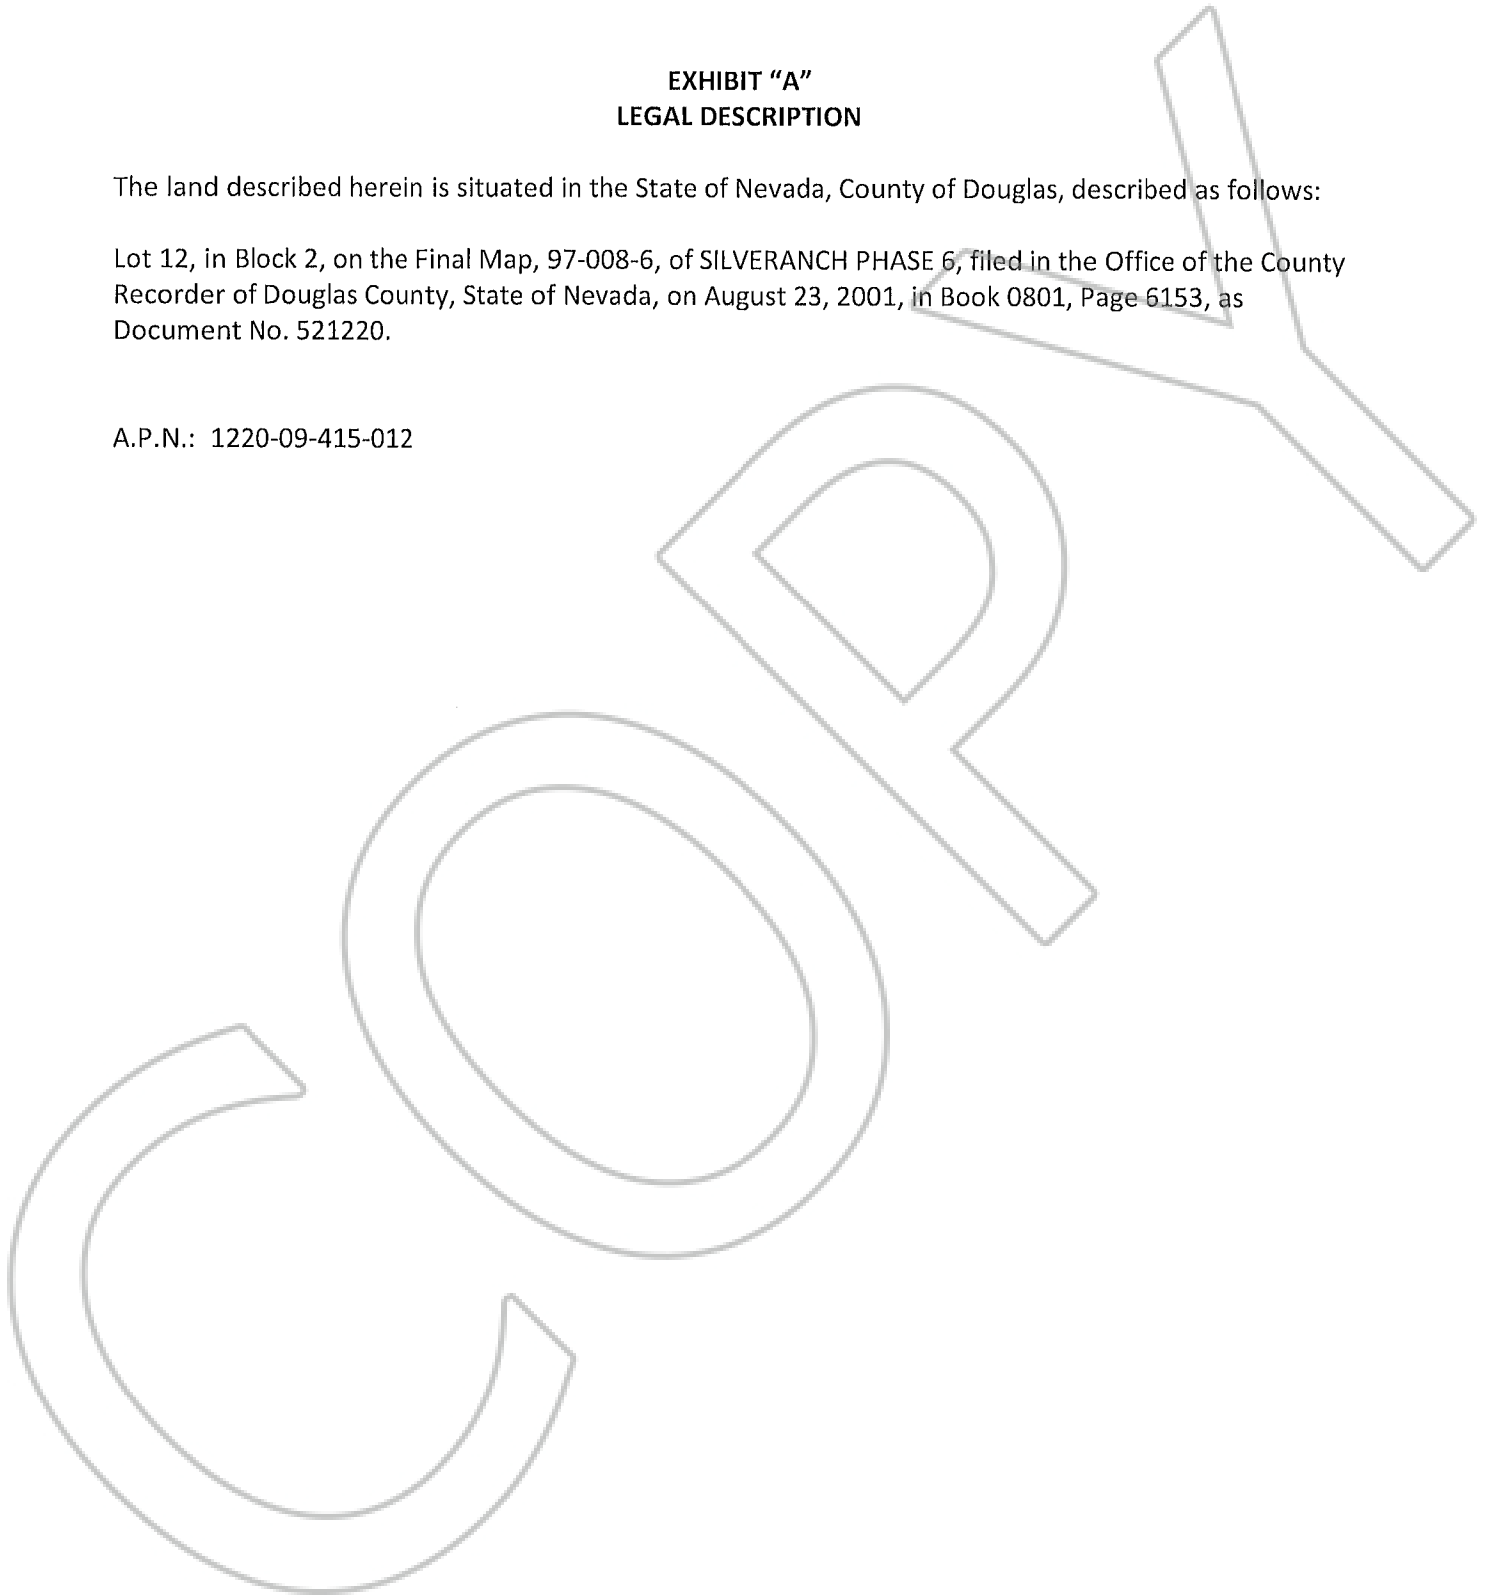 EXHIBIT “A”
LEGAL DESCRIPTION
The land described herein is situated in the State of Nevada, County of Douglas, described as follows:
Lot 12, in Block 2, on the Final Map, 97-008-6, of SILVERANCH PHASE 6, filed in the Office of the County
Recorder of Douglas County, State of Nevada, on August 23, 2001, in Book 0801, Page 6153, as
Document No. 521220.
A.P.N.: 1220-09-415-012
COPY